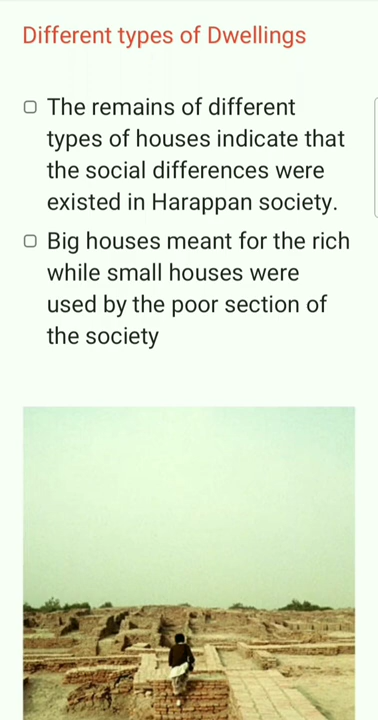 Different types of Dwellings
The remains of different
types of houses indicate that
the social differences were
existed in Harappan society.
Big houses meant for the rich
while small houses were
used by the poor section of
the society